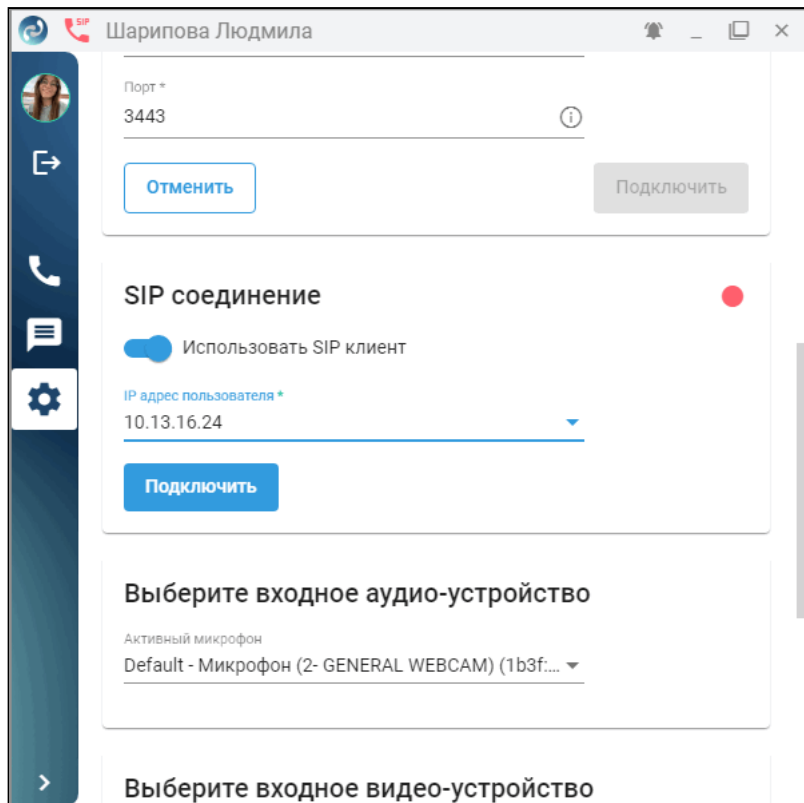 SIP
Шарипова Людмила
Порт *
3443
Отменить
Подключить
SIP соединение
Использовать SIP клиент
IP адрес пользователя *
10.13.16.24
Подключить
Выберите входное аудио-устройство
Активный микрофон
Default - Микрофон (2- GENERAL WEBCAM) (1b3f:...
Выберите входное видео-устройство